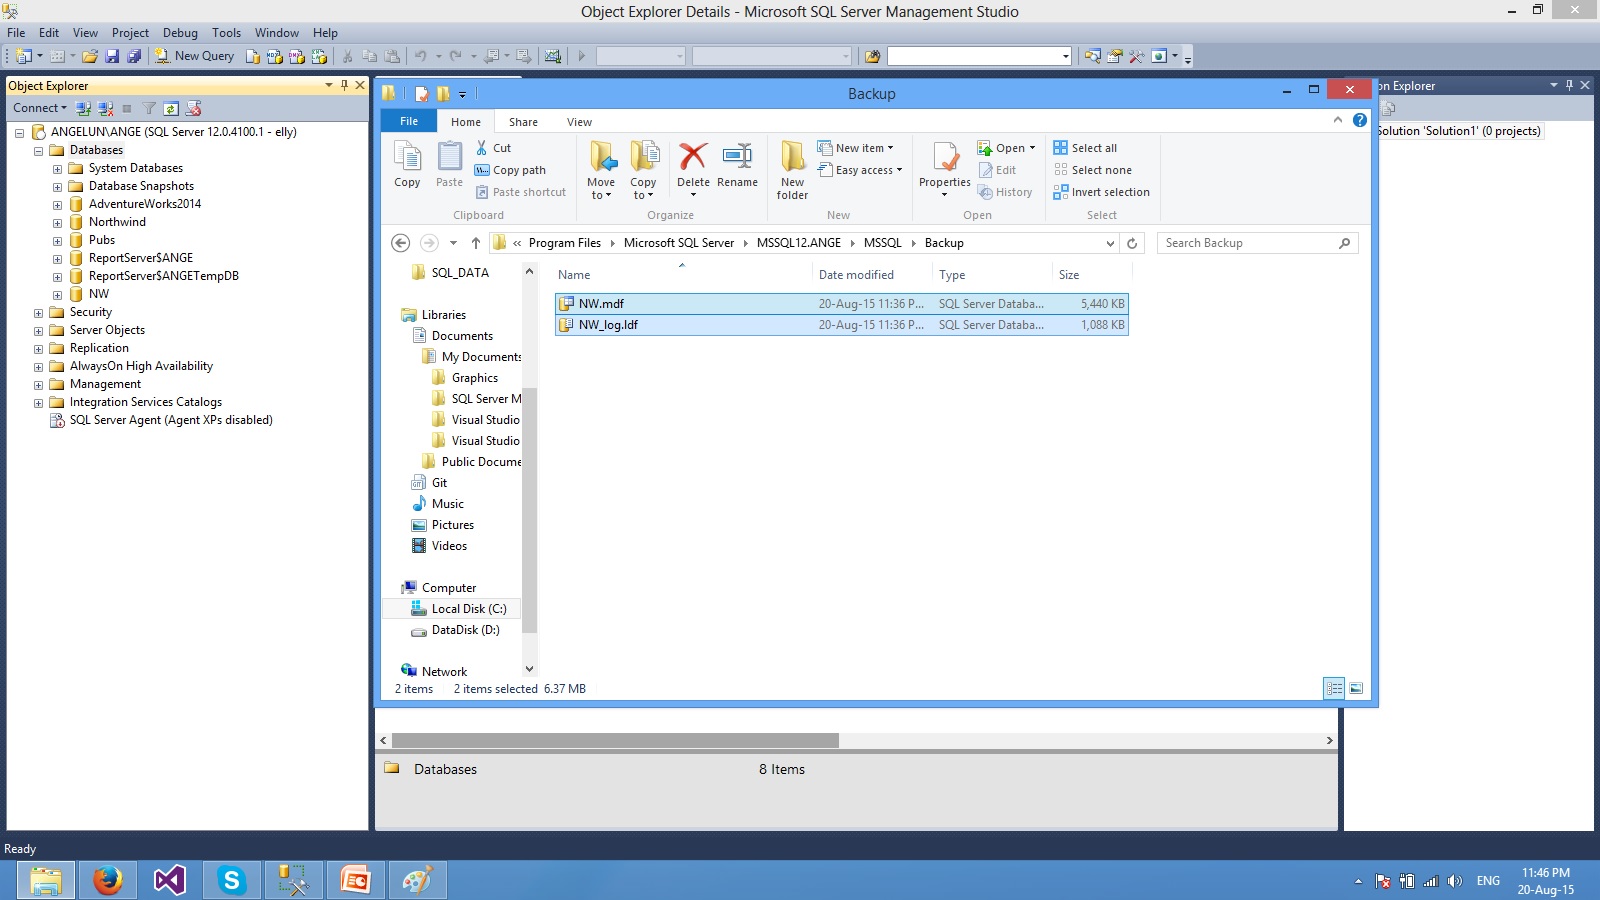 Object Explorer Details - Microsoft SQL Server Management Studio
File Edit View Project Debug Tools Window Help
New Query
Object Explorer
Connect
ANGELUN\ANGE (SQL Server 12.0.4100.1 - elly)
Databases
System Databases
Database Snapshots
AdventureWorks2014
Northwind
Pubs
ReportServer$ANGE
ReportServer$ANGETempDB
NW
Security
Server Objects
Replication
AlwaysOn High Availability
Management
Integration Services Catalogs
SQL Server Agent (Agent XPs disabled)
Backup
File Home Share View
Copy
Paste
Cut
Copy path
Paste shortcut
Clipboard
Move to
Copy to
Delete
Rename
Organize
New folder
New item
Easy access
New
Properties
Open
Edit
History
Open
Select all
Select none
Invert selection
Select
« Program Files Microsoft SQL Server MSSQL12.ANGE MSSQL Backup
Search Backup
SQL_DATA
Libraries
Documents
My Documents
Graphics
SQL Server M
Visual Studio
Visual Studio
Public Docume
Git
Music
Pictures
Videos
Computer
Local Disk (C:)
DataDisk (D:)
Network
Name Date modified Type Size
NW.mdf 20-Aug-15 11:36 P... SQL Server Databa... 5,440 KB
NW_log.ldf 20-Aug-15 11:36 P... SQL Server Databa... 1,088 KB
2 items 2 items selected 6.37 MB
on Explorer
Solution 'Solution1' (0 projects)
Databases 8 Items
Ready
ENG
11:46 PM
20-Aug-15